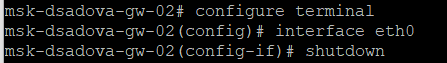 msk-dsadova-gw-02# configure terminal
msk-dsadova-gw-02(config)# interface eth0
msk-dsadova-gw-02(config-if)# shutdown